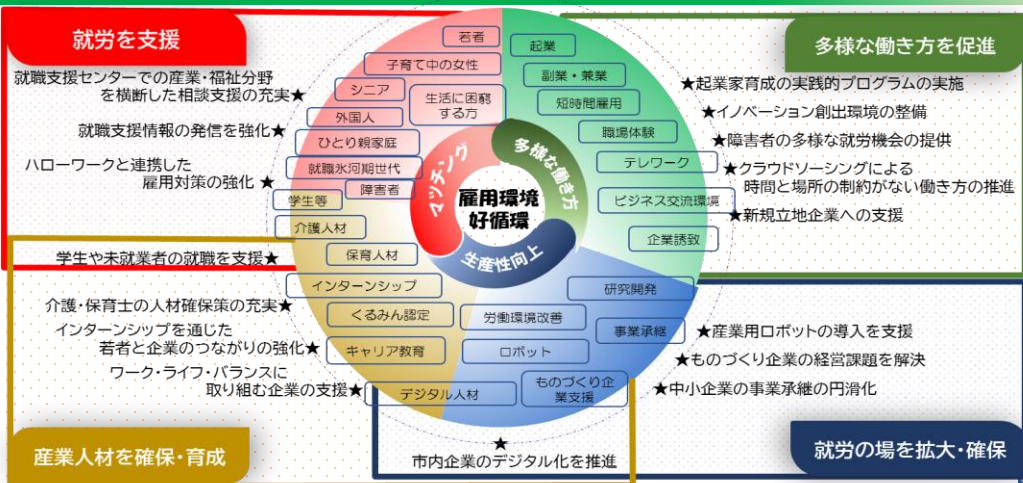 就労を支援
就職支援センターでの産業・福祉分野
を横断した相談支援の充実★
就職支援情報の発信を強化★
ハローワークと連携した
雇用対策の強化 ★
学生や未就業者の就職を支援★
介護・保育士の人材確保策の充実★
インターンシップを通じた
若者と企業のつながりの強化★
ワーク・ライフ・バランスに
取り組む企業の支援★
産業人材を確保・育成
若者
子育て中の女性
シニア
生活に困窮
する方
外国人
ひとり親家庭
就職氷河期世代
障害者
学生等
介護人材
保育人材
インターンシップ
くるみん認定
キャリア教育
デジタル人材
マッチング
多様な働き方
生産性向上
雇用環境
好循環
起業
副業・兼業
短時間雇用
職場体験
テレワーク
ビジネス交流環境
企業誘致
研究開発
労働環境改善
事業承継
ロボット
ものづくり企
業支援
多様な働き方を促進
★起業家育成の実践的プログラムの実施
★イノベーション創出環境の整備
★障害者の多様な就労機会の提供
★クラウドソーシングによる
時間と場所の制約がない働き方の推進
★新規立地企業への支援
★産業用ロボットの導入を支援
★ものづくり企業の経営課題を解決
★中小企業の事業承継の円滑化
★
市内企業のデジタル化を推進
就労の場を拡大・確保